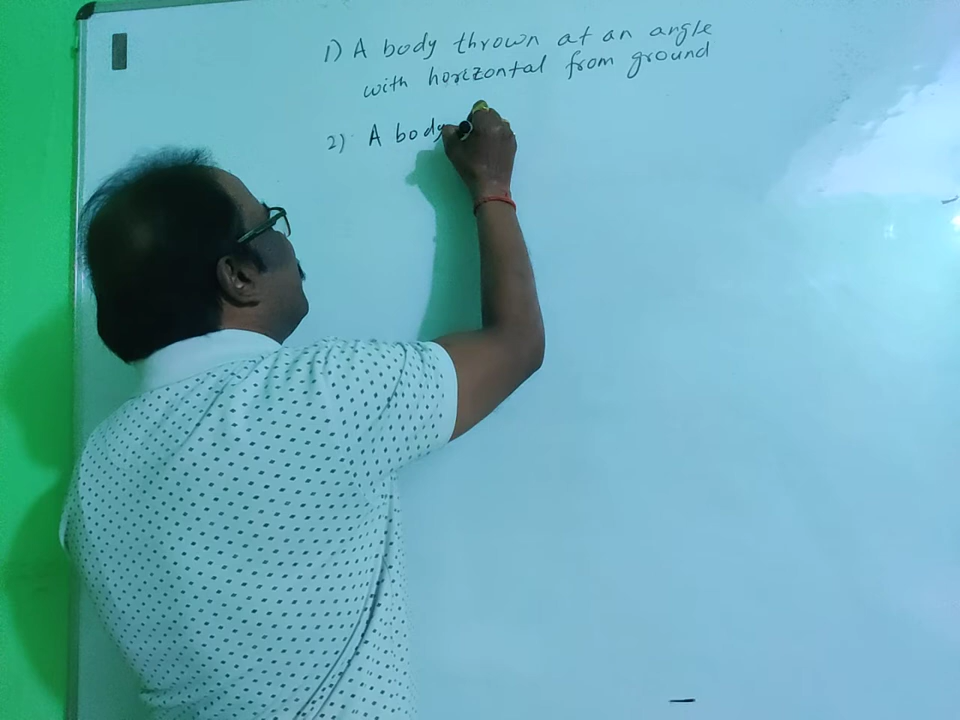 1) A body thrown at an angle
with horizontal from ground
2) A body